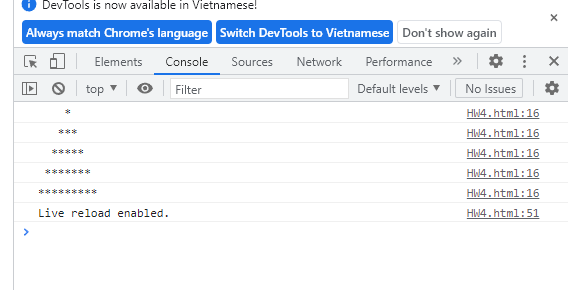 DevTools is now available in Vietnamese!
Always match Chrome's language Switch DevTools to Vietnamese Don't show again
Elements Console Sources Network Performance »
top ▼ Filter Default levels ▼ No Issues
* HW4.html:16
*** HW4.html:16
***** HW4.html:16
******* HW4.html:16
********* HW4.html:16
Live reload enabled. HW4.html:51
>